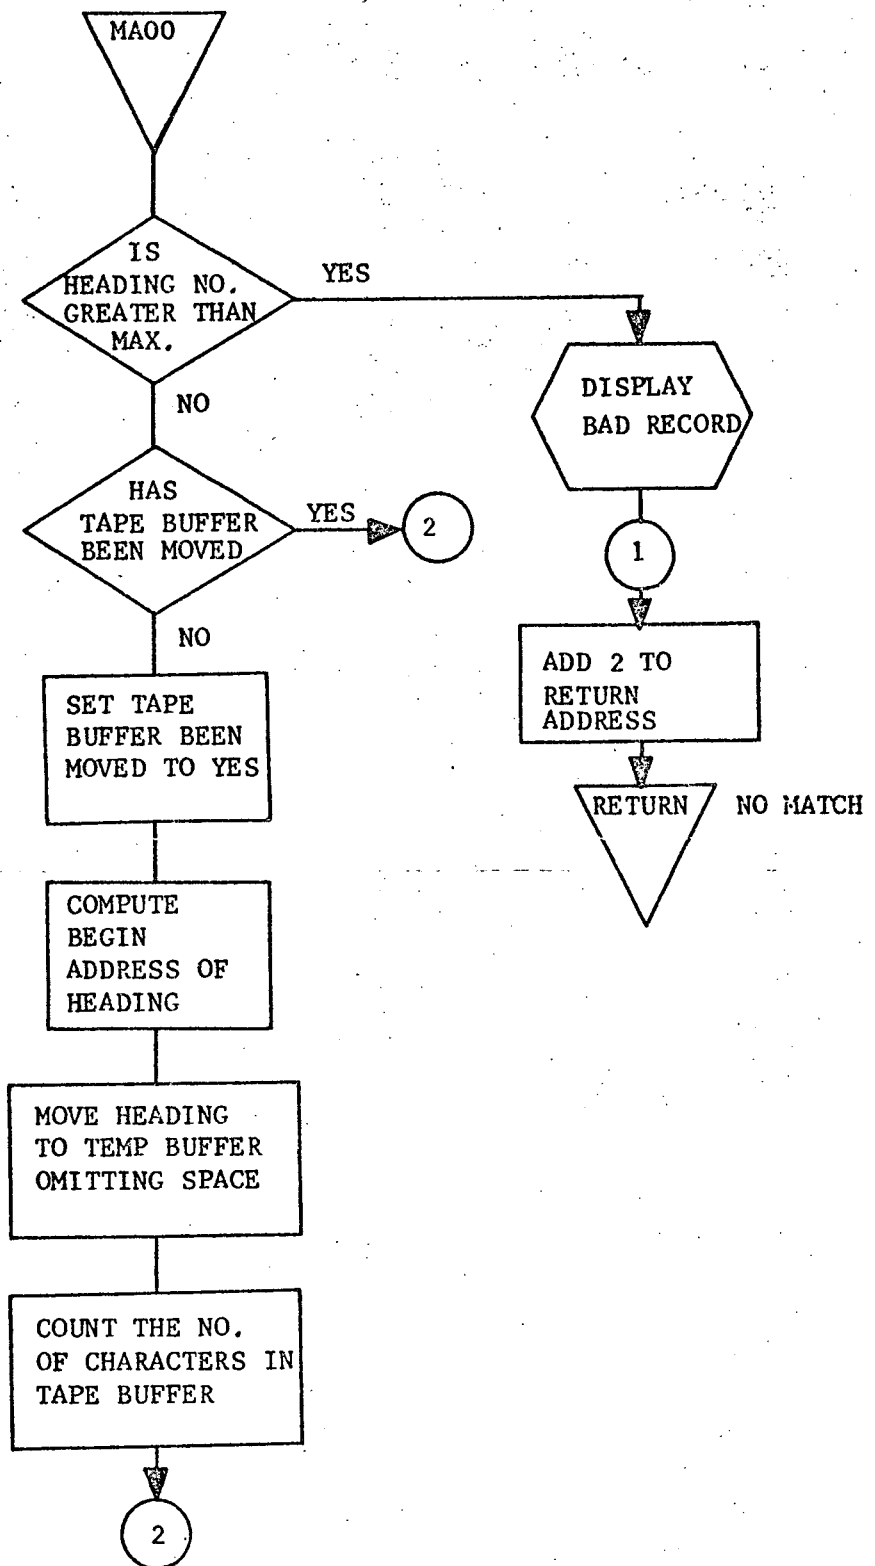 MA00
IS
HEADING NO.
GREATER THAN
MAX.
YES
NO
DISPLAY
BAD RECORD
HAS
TAPE BUFFER
BEEN MOVED
YES
2
1
NO
ADD 2 TO
RETURN
ADDRESS
SET TAPE
BUFFER BEEN
MOVED TO YES
RETURN
NO MATCH
COMPUTE
BEGIN
ADDRESS OF
HEADING
MOVE HEADING
TO TEMP BUFFER
OMITTING SPACE
COUNT THE NO.
OF CHARACTERS IN
TAPE BUFFER
2